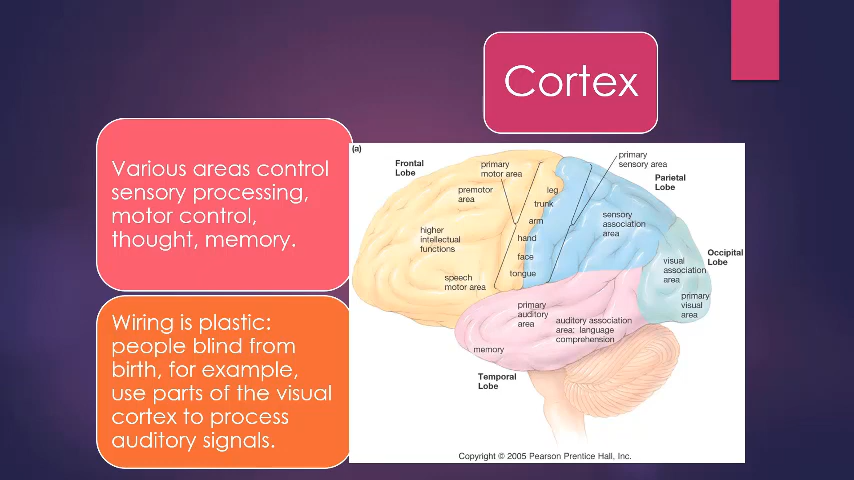 Cortex
Various areas control
sensory processing,
motor control,
thought, memory.
Wiring is plastic:
people blind from
birth, for example,
use parts of the visual
cortex to process
auditory signals.
(a)
Frontal
Lobe
primary
motor area
premotor
area
higher
intellectual
functions
speech
motor area
leg
trunk
arm
hand
face
tongue
primary
sensory area
Parietal
Lobe
sensory
association
area
Occipital
Lobe
visual
association
area
primary
visual
area
primary
auditory
area
auditory association
area: language
comprehension
memory
Temporal
Lobe
Copyright © 2005 Pearson Prentice Hall, Inc.